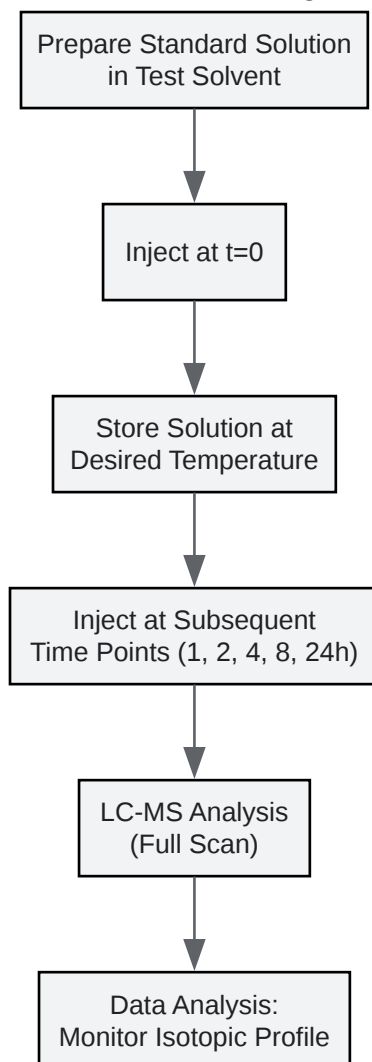 Prepare Standard Solution
in Test Solvent
Inject at t=0
Store Solution at
Desired Temperature
Inject at Subsequent
Time Points (1, 2, 4, 8, 24h)
LC-MS Analysis
(Full Scan)
Data Analysis:
Monitor Isotopic Profile